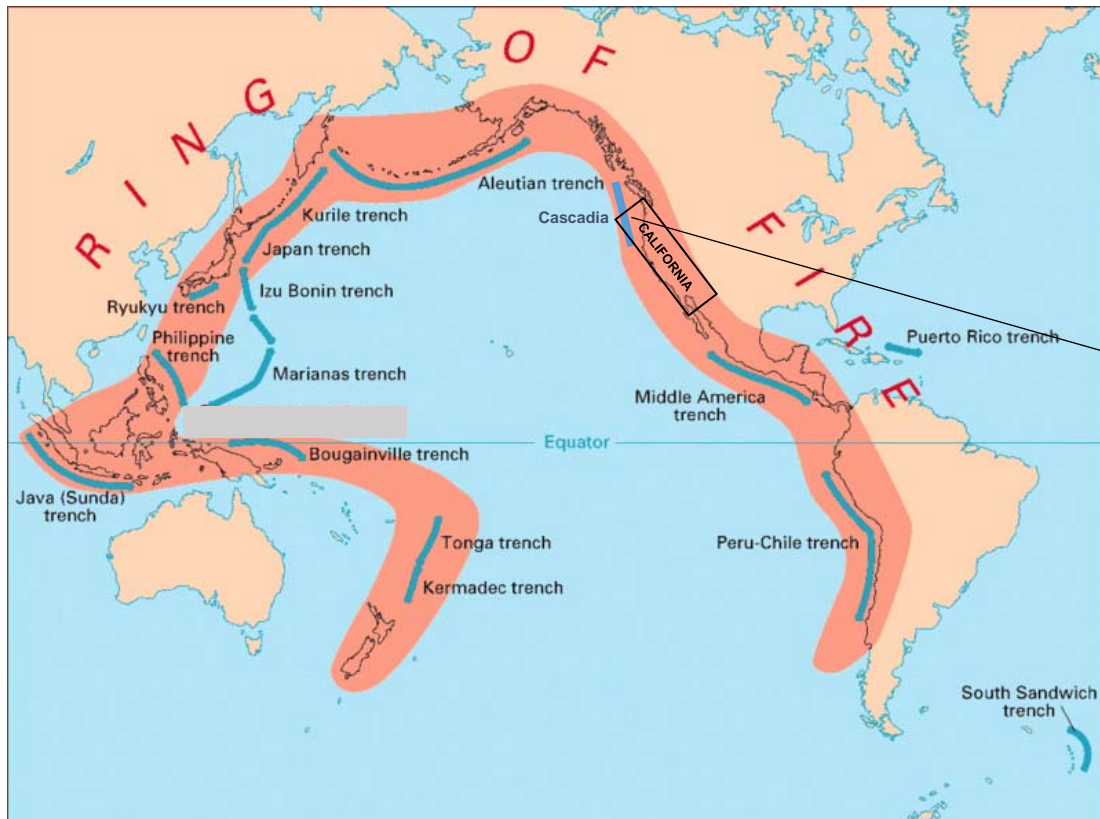 RING OF FIRE
Aleutian trench
Kurile trench
Cascadia
CALIFORNIA
Japan trench
Izu Bonin trench
Ryukyu trench
Philippine
trench
Puerto Rico trench
Marianas trench
Middle America
trench
Equator
Bougainville trench
Java (Sunda)
trench
Tonga trench
Peru-Chile trench
Kermadec trench
South Sandwich
trench